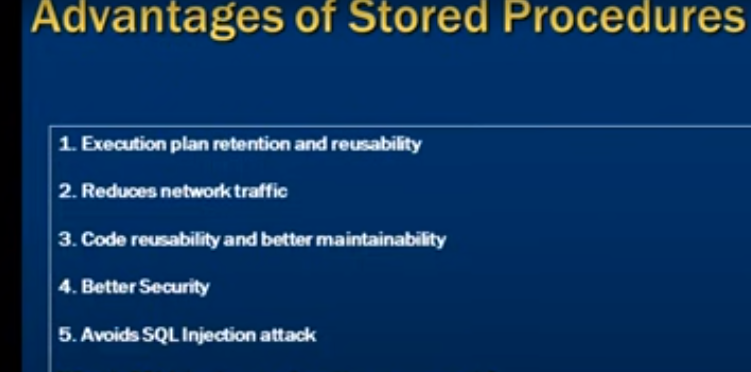 Advantages of Stored Procedures
1. Execution plan retention and reusability
2. Reduces network traffic
3. Code reusability and better maintainability
4. Better Security
5. Avoids SQL Injection attack